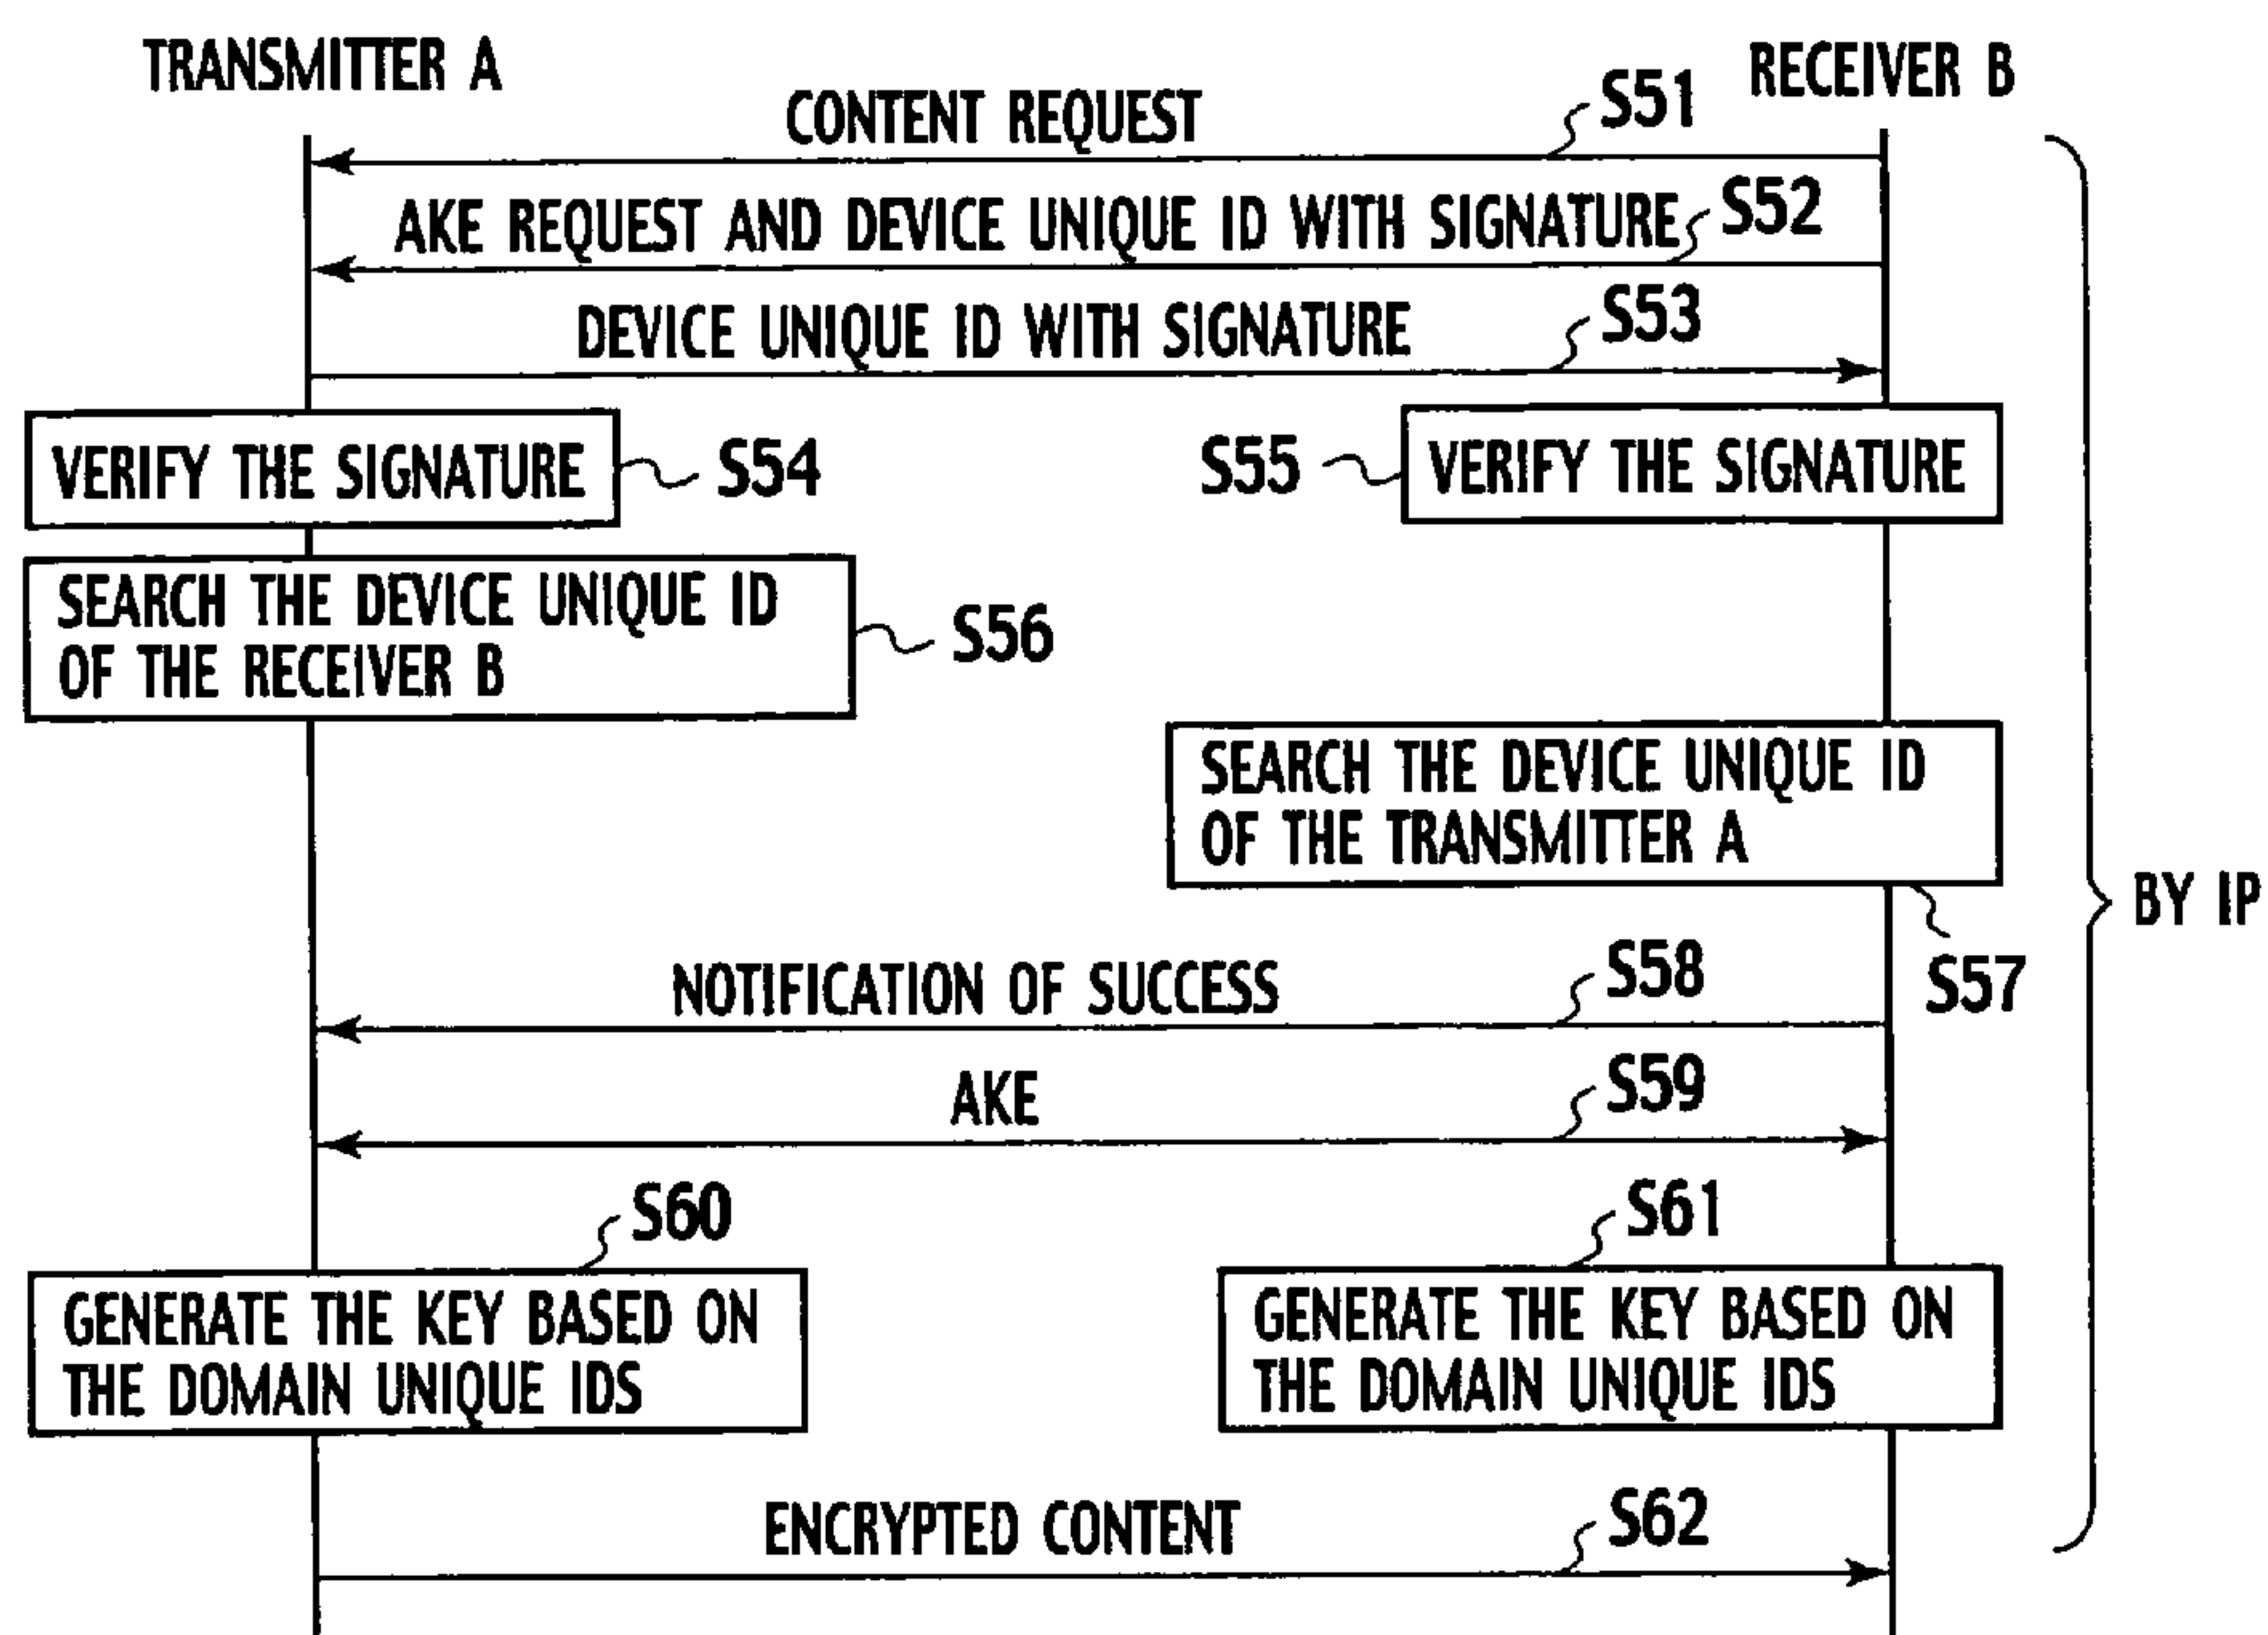 TRANSMITTER A
RECEIVER B
CONTENT REQUEST
S51
AKE REQUEST AND DEVICE UNIQUE ID WITH SIGNATURE
S52
DEVICE UNIQUE ID WITH SIGNATURE
S53
VERIFY THE SIGNATURE
S54
S55
VERIFY THE SIGNATURE
SEARCH THE DEVICE UNIQUE ID
OF THE RECEIVER B
S56
SEARCH THE DEVICE UNIQUE ID
OF THE TRANSMITTER A
S57
BY IP
NOTIFICATION OF SUCCESS
S58
AKE
S59
S60
GENERATE THE KEY BASED ON
THE DOMAIN UNIQUE IDS
S61
GENERATE THE KEY BASED ON
THE DOMAIN UNIQUE IDS
ENCRYPTED CONTENT
S62